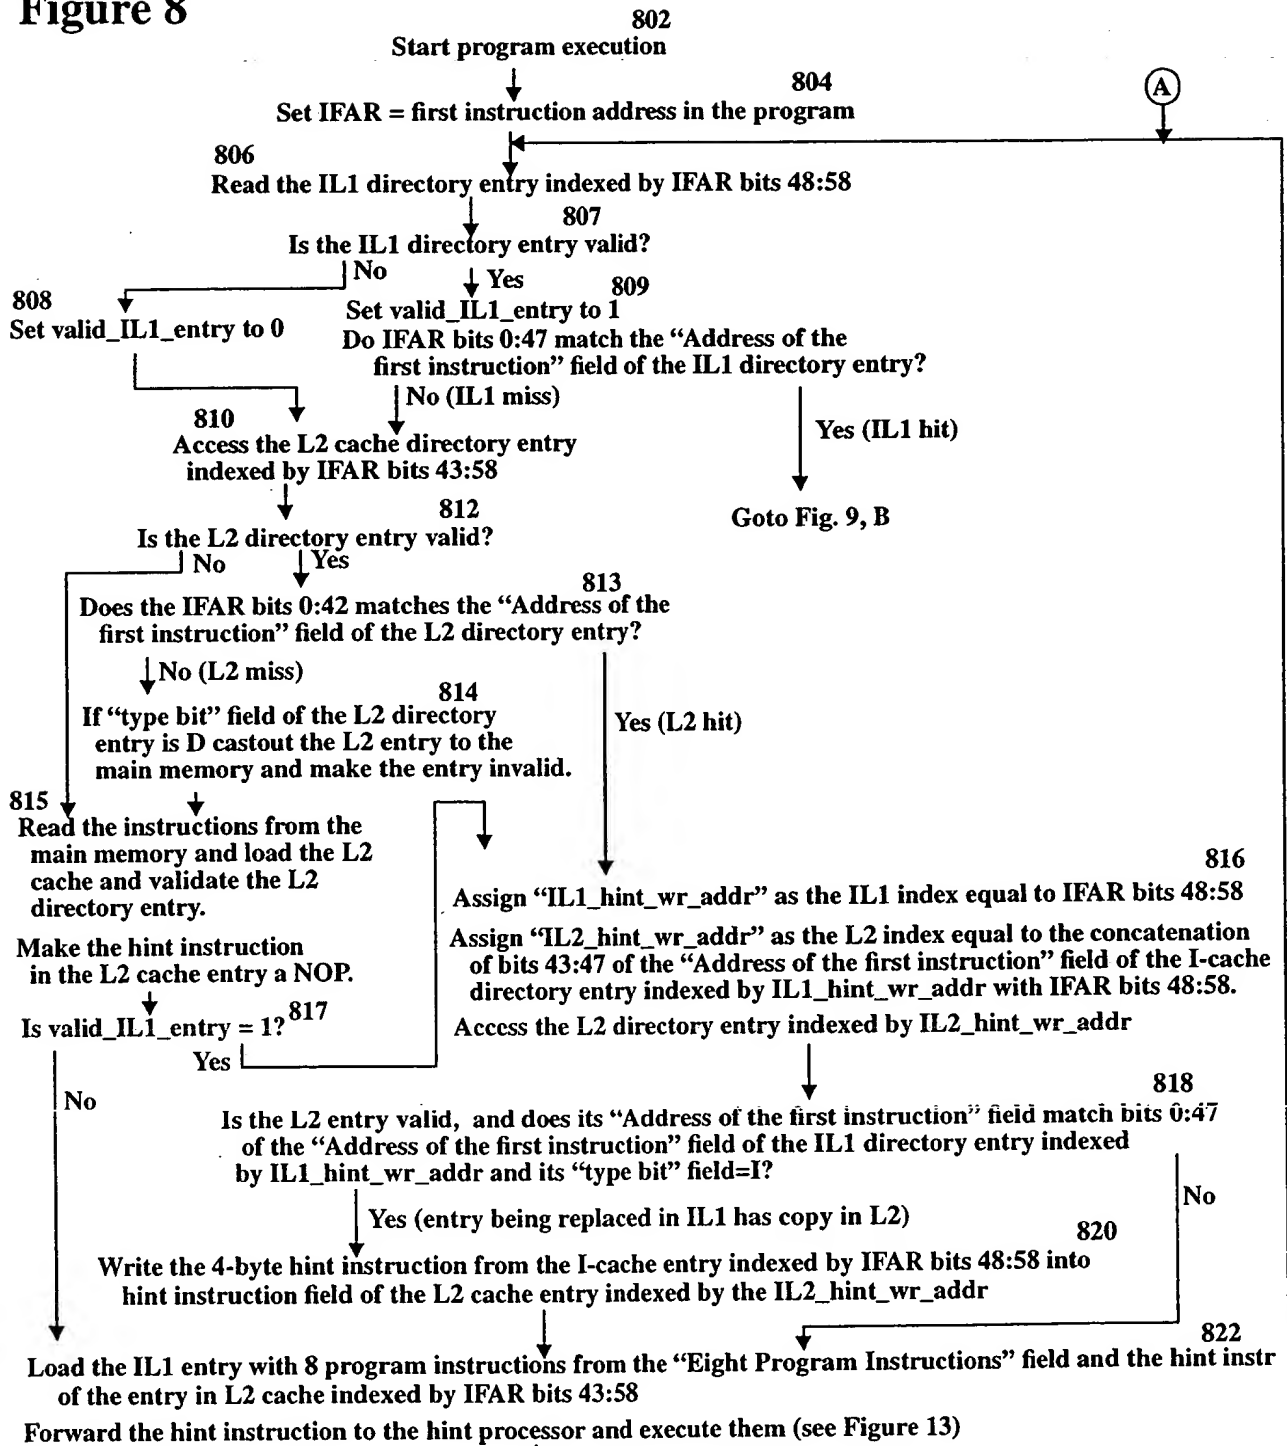 Figure 8
802
Start program execution
804
Set IFAR = first instruction address in the program
A
806
Read the IL1 directory entry indexed by IFAR bits 48:58
807
Is the IL1 directory entry valid?
No
Yes
808
Set valid_IL1_entry to 0
809
Set valid_IL1_entry to 1
Do IFAR bits 0:47 match the “Address of the
first instruction” field of the IL1 directory entry?
No (IL1 miss)
Yes (IL1 hit)
Goto Fig. 9, B
810
Access the L2 cache directory entry
indexed by IFAR bits 43:58
812
Is the L2 directory entry valid?
No
Yes
813
Does the IFAR bits 0:42 matches the “Address of the
first instruction” field of the L2 directory entry?
No (L2 miss)
Yes (L2 hit)
814
If “type bit” field of the L2 directory
entry is D castout the L2 entry to the
main memory and make the entry invalid.
815
Read the instructions from the
main memory and load the L2
cache and validate the L2
directory entry.
Make the hint instruction
in the L2 cache entry a NOP.
Is valid_IL1_entry = 1?
817
Yes
No
816
Assign “IL1_hint_wr_addr” as the IL1 index equal to IFAR bits 48:58
Assign “IL2_hint_wr_addr” as the L2 index equal to the concatenation
of bits 43:47 of the “Address of the first instruction” field of the I-cache
directory entry indexed by IL1_hint_wr_addr with IFAR bits 48:58.
Access the L2 directory entry indexed by IL2_hint_wr_addr
818
Is the L2 entry valid, and does its “Address of the first instruction” field match bits 0:47
of the “Address of the first instruction” field of the IL1 directory entry indexed
by IL1_hint_wr_addr and its “type bit” field=I?
Yes (entry being replaced in IL1 has copy in L2)
No
820
Write the 4-byte hint instruction from the I-cache entry indexed by IFAR bits 48:58 into
hint instruction field of the L2 cache entry indexed by the IL2_hint_wr_addr
822
Load the IL1 entry with 8 program instructions from the “Eight Program Instructions” field and the hint instr
of the entry in L2 cache indexed by IFAR bits 43:58
Forward the hint instruction to the hint processor and execute them (see Figure 13)